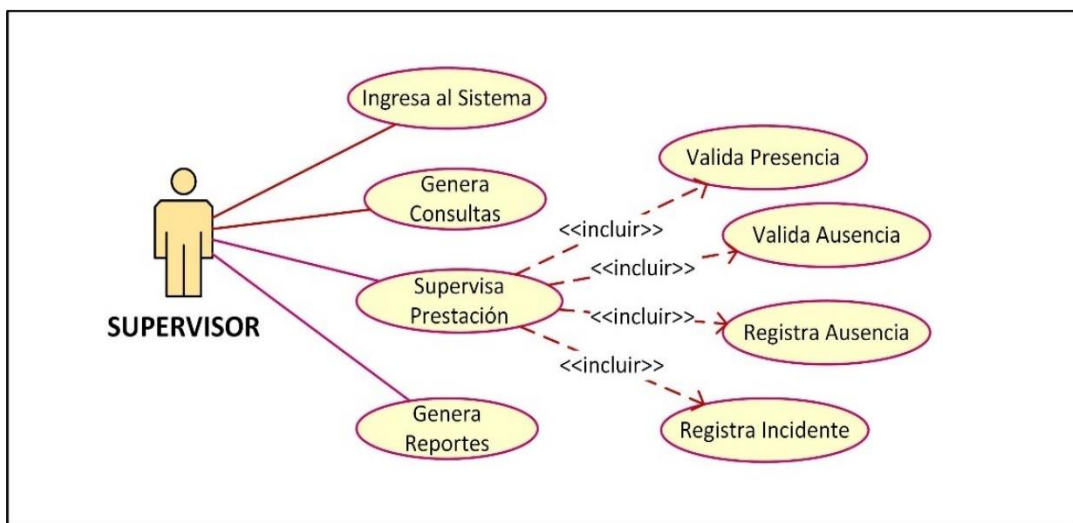 Ingresa al Sistema
Genera
Consultas
Supervisa
Prestación
Genera
Reportes
SUPERVISOR
<<incluir>>
<<incluir>>
<<incluir>>
<<incluir>>
Valida Presencia
Valida Ausencia
Registra Ausencia
Registra Incidente